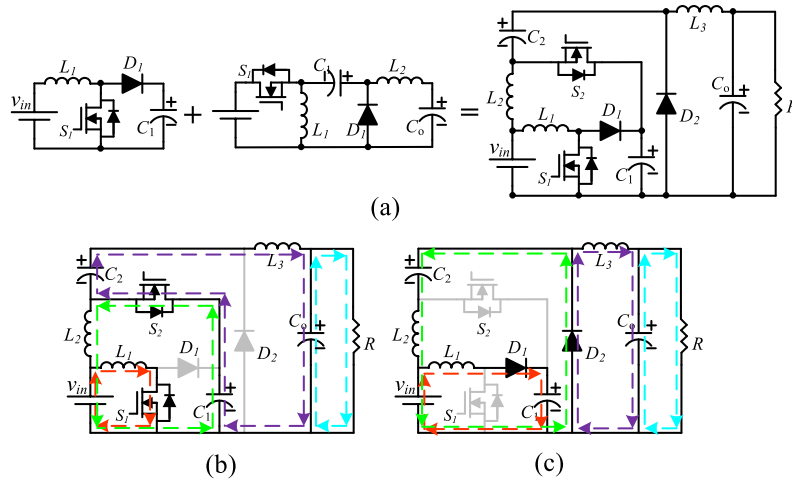 L1 D1 vin S1 C1 + −
+
S1 C1 + L2 L1 D1 Co + −
=
+ C2 L3 S2 L2 Co + − R L1 D1 D2 vin S1 C1 + −
(a)
+ C2 L3 S2 L2 Co + − R L1 D1 D2 vin S1 C1 + −
(b)
+ C2 L3 S2 L2 Co + − R L1 D1 D2 vin S1 C1 + −
(c)